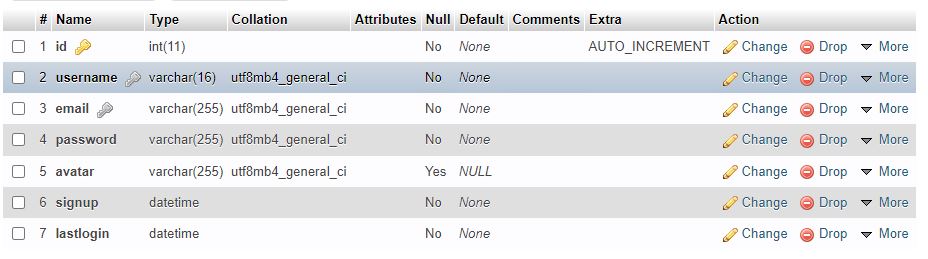 # Name Type Collation Attributes Null Default Comments Extra Action
1 id int(11) No None AUTO_INCREMENT Change Drop More
2 username varchar(16) utf8mb4_general_ci No None Change Drop More
3 email varchar(255) utf8mb4_general_ci No None Change Drop More
4 password varchar(255) utf8mb4_general_ci No None Change Drop More
5 avatar varchar(255) utf8mb4_general_ci Yes NULL Change Drop More
6 signup datetime No None Change Drop More
7 lastlogin datetime No None Change Drop More